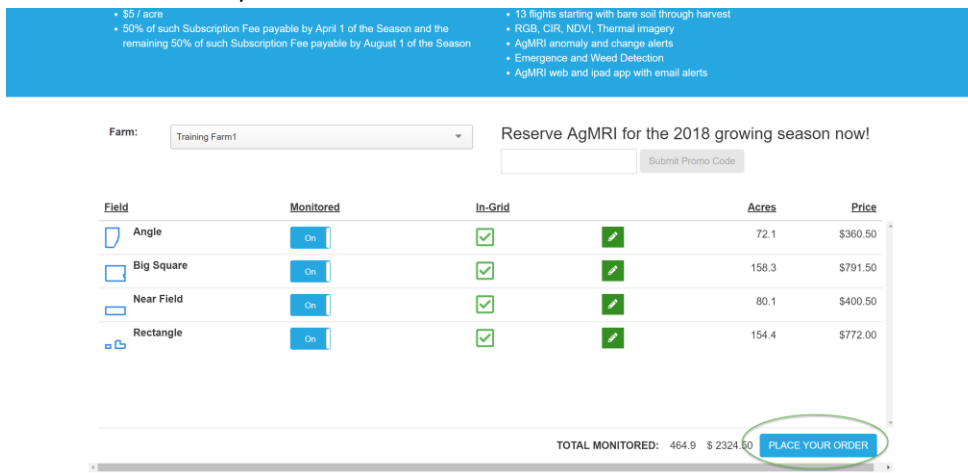 • $5 / acre
• 50% of such Subscription Fee payable by April 1 of the Season and the
remaining 50% of such Subscription Fee payable by August 1 of the Season
• 13 flights starting with bare soil through harvest
• RGB, CIR, NDVI, Thermal imagery
• AgMRI anomaly and change alerts
• Emergence and Weed Detection
• AgMRI web and ipad app with email alerts
Farm: Training Farm1
Reserve AgMRI for the 2018 growing season now!
Submit Promo Code
Field Monitored In-Grid Acres Price
Angle On 72.1 $360.50
Big Square On 158.3 $791.50
Near Field On 80.1 $400.50
Rectangle On 154.4 $772.00
TOTAL MONITORED: 464.9 $ 2324.50 PLACE YOUR ORDER